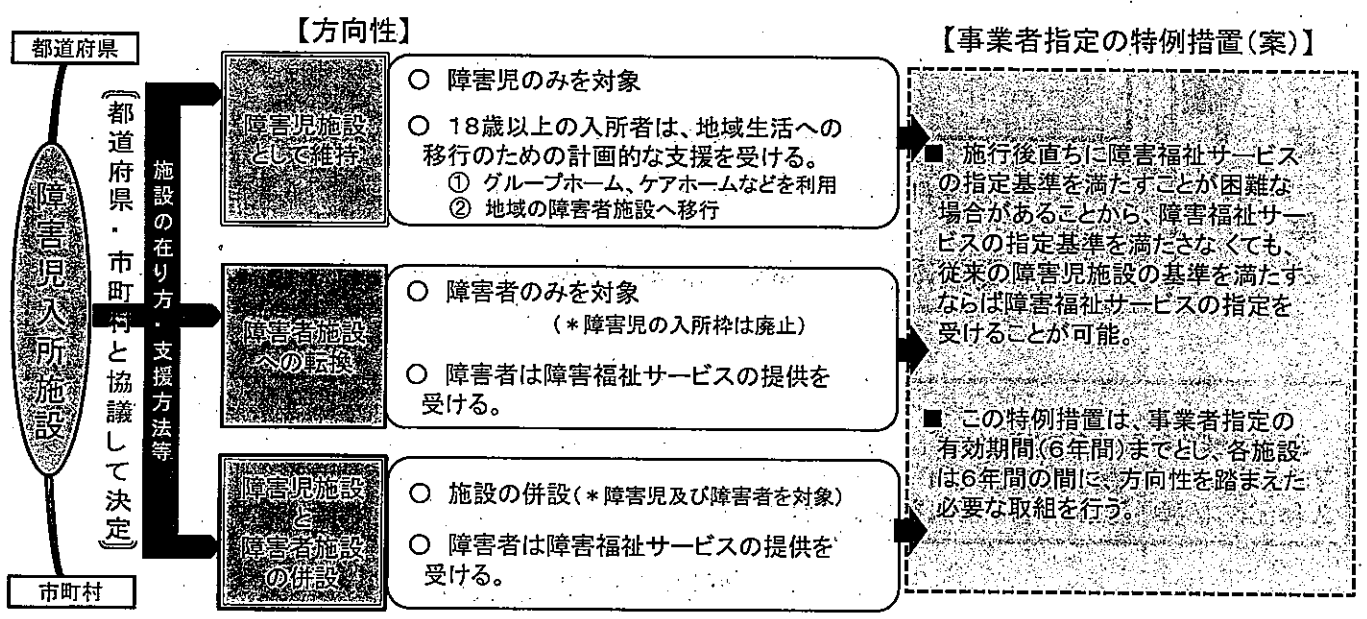 【方向性】
【事業者指定の特例措置(案)】
都道府県
障害児入所施設
市町村
(都道府県・市町村と協議して決定)
施設の在り方・支援方法等
障害児施設
として維持
○ 障害児のみを対象
○ 18歳以上の入所者は、地域生活への
移行のための計画的な支援を受ける。
① グループホーム、ケアホームなどを利用
② 地域の障害者施設へ移行
障害者施設
への転換
○ 障害者のみを対象
(*障害児の入所枠は廃止)
○ 障害者は障害福祉サービスの提供を
受ける。
障害児施設
と
障害者施設
の併設
○ 施設の併設(*障害児及び障害者を対象)
○ 障害者は障害福祉サービスの提供を
受ける。
■ 施行後直ちに障害福祉サービス
の指定基準を満たすことが困難な
場合があることから、障害福祉サー
ビスの指定基準を満たさなくても、
従来の障害児施設の基準を満たす
ならば障害福祉サービスの指定を
受けることが可能。
■ この特例措置は、事業者指定の
有効期間(6年間)までとし、各施設
は6年間の間に、方向性を踏まえた
必要な取組を行う。